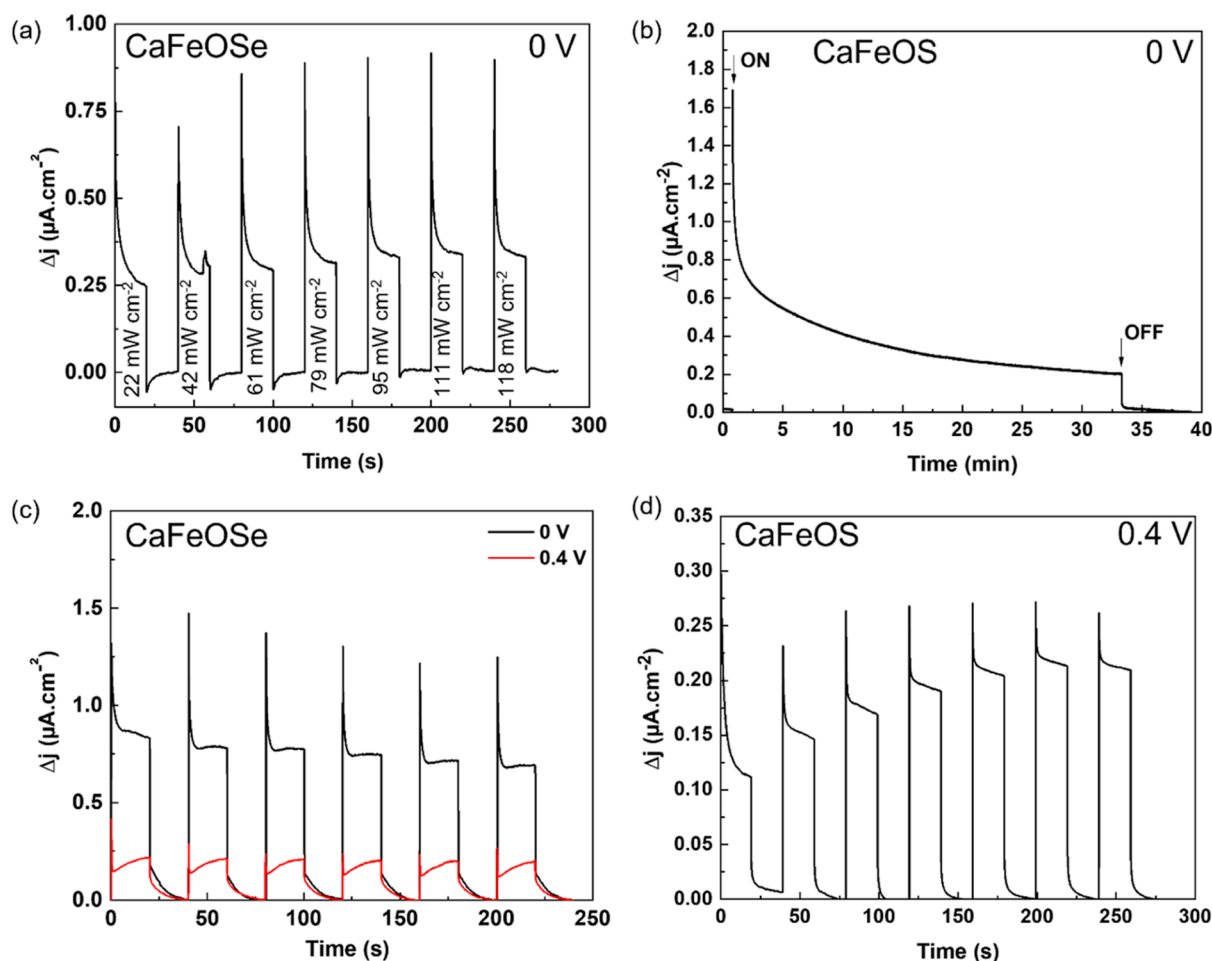 (a)
CaFeOSe
0 V
1.00
0.75
0.50
0.25
0.00
Δj (µA.cm⁻²)
22 mW cm⁻²
42 mW cm⁻²
61 mW cm⁻²
79 mW cm⁻²
95 mW cm⁻²
111 mW cm⁻²
118 mW cm⁻²
0 50 100 150 200 250 300
Time (s)
(b)
CaFeOS
0 V
ON
OFF
2.0
1.8
1.6
1.4
1.2
1.0
0.8
0.6
0.4
0.2
0.0
Δj (µA.cm⁻²)
0 5 10 15 20 25 30 35 40
Time (min)
(c)
CaFeOSe
0 V
0.4 V
2.0
1.5
1.0
0.5
0.0
Δj (µA.cm⁻²)
0 50 100 150 200 250
Time (s)
(d)
CaFeOS
0.4 V
0.35
0.30
0.25
0.20
0.15
0.10
0.05
0.00
Δj (µA.cm⁻²)
0 50 100 150 200 250 300
Time (s)